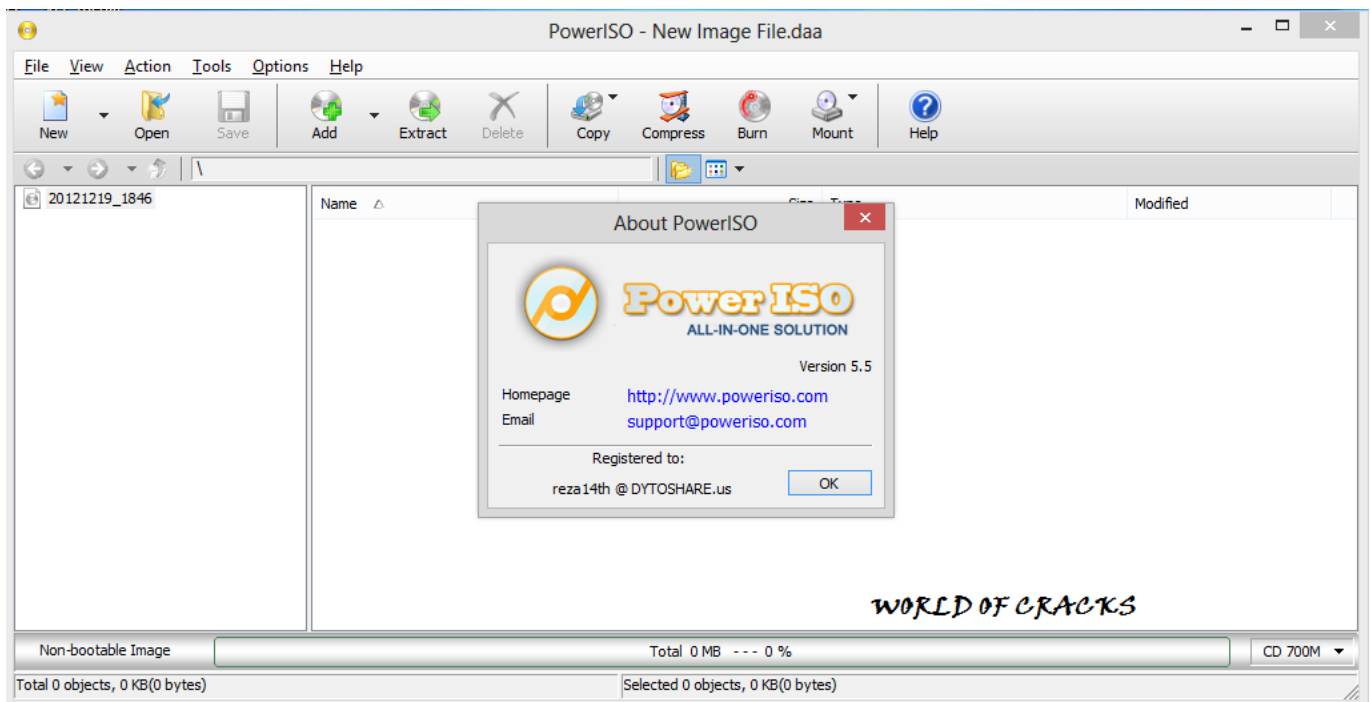 PowerISO - New Image File.daa
File View Action Tools Options Help
New Open Save Add Extract Delete Copy Compress Burn Mount Help
\
20121219_1846
Name Size Type Modified
About PowerISO
Power ISO
ALL-IN-ONE SOLUTION
Version 5.5
Homepage http://www.poweriso.com
Email support@poweriso.com
Registered to:
reza14th @ DYTOSHARE.us
OK
WORLD OF CRACKS
Non-bootable Image Total 0 MB --- 0 % CD 700M
Total 0 objects, 0 KB(0 bytes) Selected 0 objects, 0 KB(0 bytes)